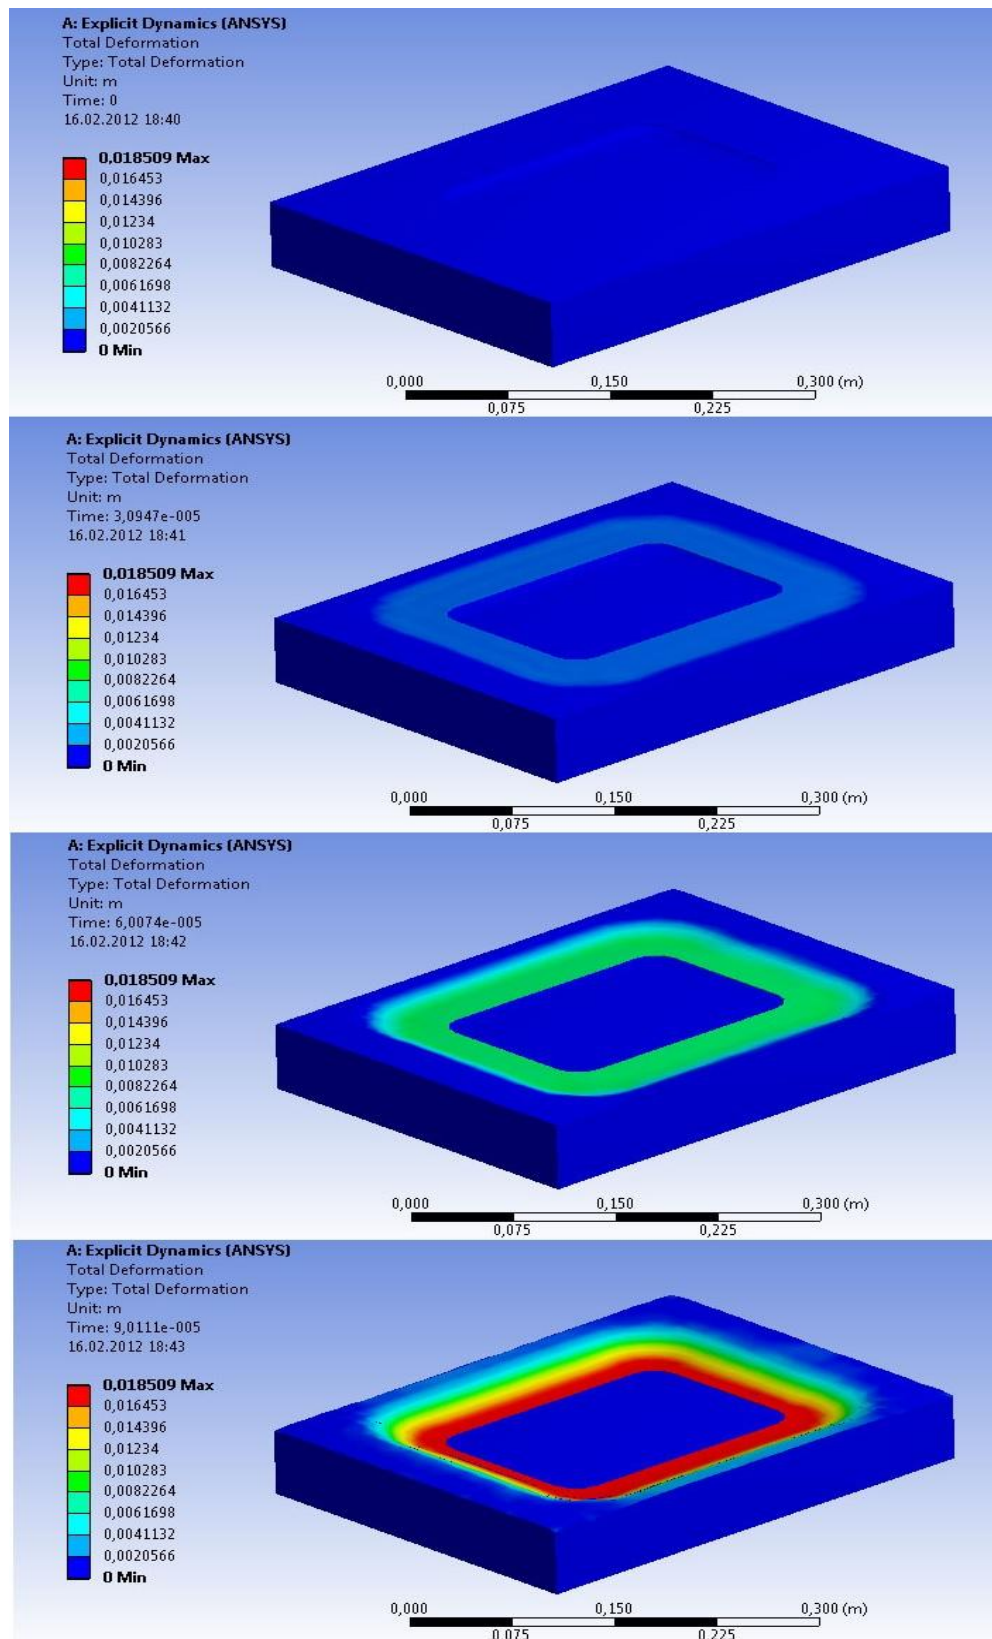 A: Explicit Dynamics (ANSYS)
Total Deformation
Type: Total Deformation
Unit: m
Time: 0
16.02.2012 18:40
0,018509 Max
0,016453
0,014396
0,01234
0,010283
0,0082264
0,0061698
0,0041132
0,0020566
0 Min
0,000 0,150 0,300 (m)
0,075 0,225
A: Explicit Dynamics (ANSYS)
Total Deformation
Type: Total Deformation
Unit: m
Time: 3,0947e-005
16.02.2012 18:41
0,018509 Max
0,016453
0,014396
0,01234
0,010283
0,0082264
0,0061698
0,0041132
0,0020566
0 Min
0,000 0,150 0,300 (m)
0,075 0,225
A: Explicit Dynamics (ANSYS)
Total Deformation
Type: Total Deformation
Unit: m
Time: 6,0074e-005
16.02.2012 18:42
0,018509 Max
0,016453
0,014396
0,01234
0,010283
0,0082264
0,0061698
0,0041132
0,0020566
0 Min
0,000 0,150 0,300 (m)
0,075 0,225
A: Explicit Dynamics (ANSYS)
Total Deformation
Type: Total Deformation
Unit: m
Time: 9,0111e-005
16.02.2012 18:43
0,018509 Max
0,016453
0,014396
0,01234
0,010283
0,0082264
0,0061698
0,0041132
0,0020566
0 Min
0,000 0,150 0,300 (m)
0,075 0,225